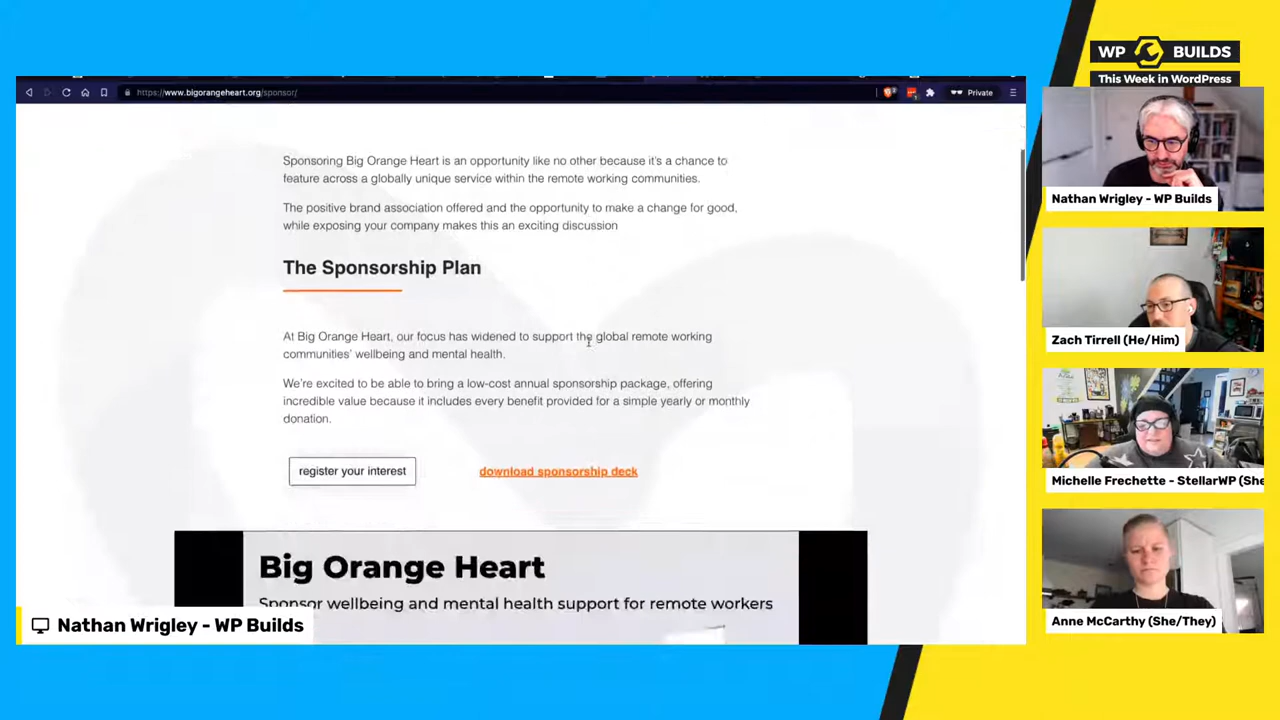 WP BUILDS
This Week in WordPress
https://www.bigorangeheart.org/sponsor/
Private
Sponsoring Big Orange Heart is an opportunity like no other because it's a chance to
feature across a globally unique service within the remote working communities.
The positive brand association offered and the opportunity to make a change for good,
while exposing your company makes this an exciting discussion
The Sponsorship Plan
At Big Orange Heart, our focus has widened to support the global remote working
communities' wellbeing and mental health.
We're excited to be able to bring a low-cost annual sponsorship package, offering
incredible value because it includes every benefit provided for a simple yearly or monthly
donation.
register your interest
download sponsorship deck
Big Orange Heart
Sponsor wellbeing and mental health support for remote workers
Nathan Wrigley - WP Builds
Nathan Wrigley - WP Builds
Zach Tirrell (He/Him)
Michelle Frechette - StellarWP (She
Anne McCarthy (She/They)